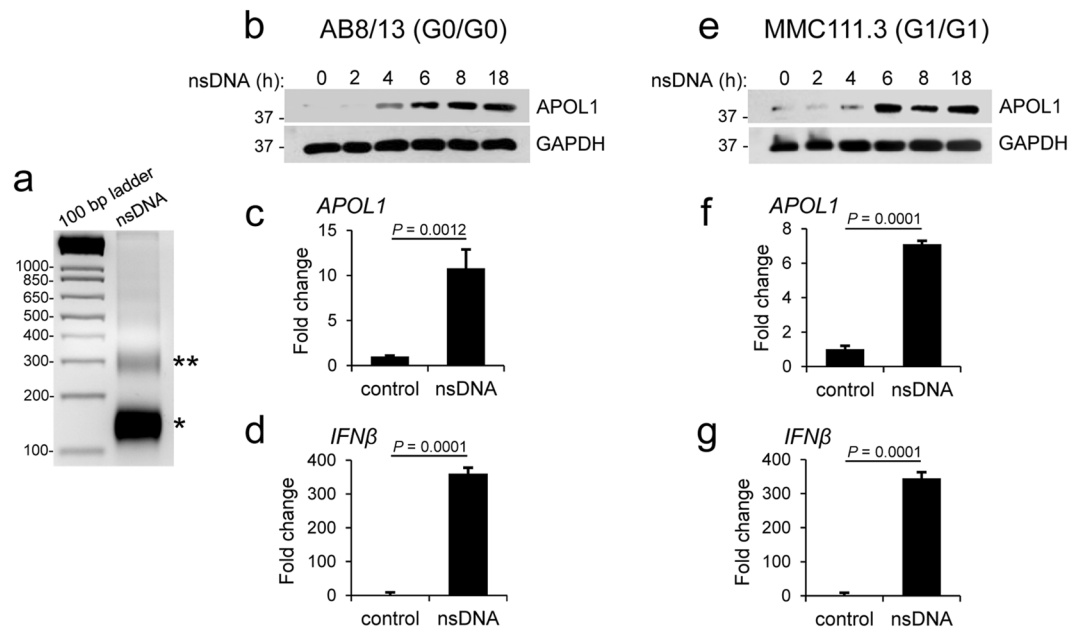 a
100 bp ladder
nsDNA
1000-
850-
650-
500-
400-
300-
200-
100-
**
*
b
AB8/13 (G0/G0)
nsDNA (h): 0 2 4 6 8 18
37 - APOL1
37 - GAPDH
c
APOL1
P = 0.0012
Fold change
15
10
5
0
control nsDNA
d
IFNβ
P = 0.0001
Fold change
400
300
200
100
0
control nsDNA
e
MMC111.3 (G1/G1)
nsDNA (h): 0 2 4 6 8 18
37 - APOL1
37 - GAPDH
f
APOL1
P = 0.0001
Fold change
8
6
4
2
0
control nsDNA
g
IFNβ
P = 0.0001
Fold change
400
300
200
100
0
control nsDNA